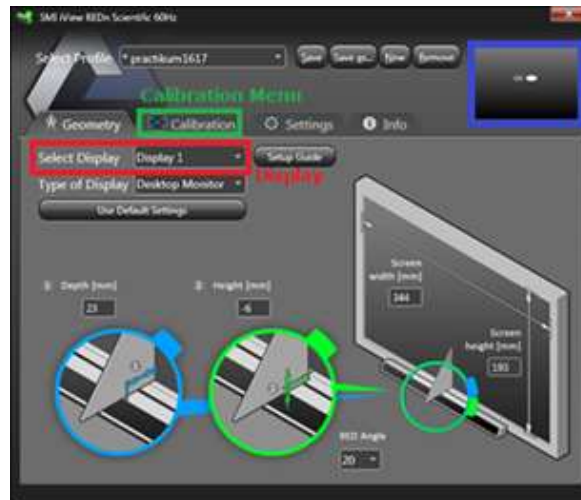 SMI iView REDn Scientific 60Hz
Select Profile * practikum1617 Save Save as... New Remove
Calibration Menu
Geometry Calibration Settings Info
Select Display Display 1 Setup Guide
Display
Type of Display Desktop Monitor
Use Default Settings
Screen
width [mm]
344
1: Depth [mm] 2: Height [mm]
23 -6
Screen
height [mm]
193
RED Angle
20